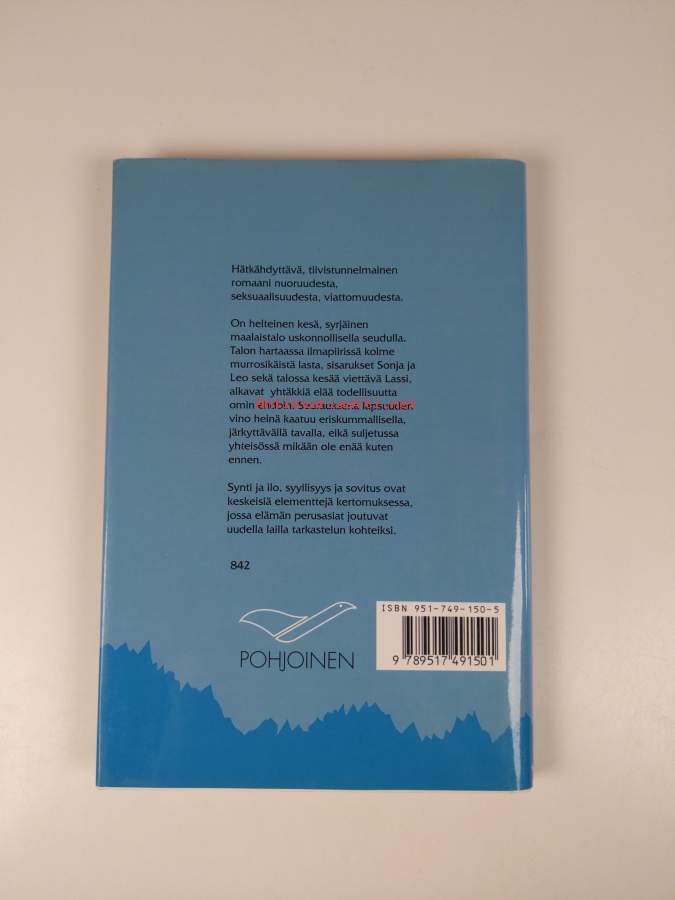 Hätkähdyttävä, tiivistunnelmainen
romaani nuoruudesta,
seksuaalisuudesta, viattomuudesta.
On helteinen kesä, syrjäinen
maalaistalo uskonnollisella seudulla.
Talon hartaassa ilmapiirissä kolme
murrosikäistä lasta, sisarukset Sonja ja
Leo sekä talossa kesää viettävä Lassi,
alkavat yhtäkkiä elää todellisuutta
omin ehdoin. lapsuuden
vino heinä kaatuu eriskummallisella,
järkyttävällä tavalla, eikä suljetussa
yhteisössä mikään ole enää kuten
ennen.
Synti ja ilo, syyllisyys ja sovitus ovat
keskeisiä elementtejä kertomuksessa,
jossa elämän perusasiat joutuvat
uudella lailla tarkastelun kohteiksi.
842
POHJOINEN
ISBN 951-749-150-5
9 789517 491501